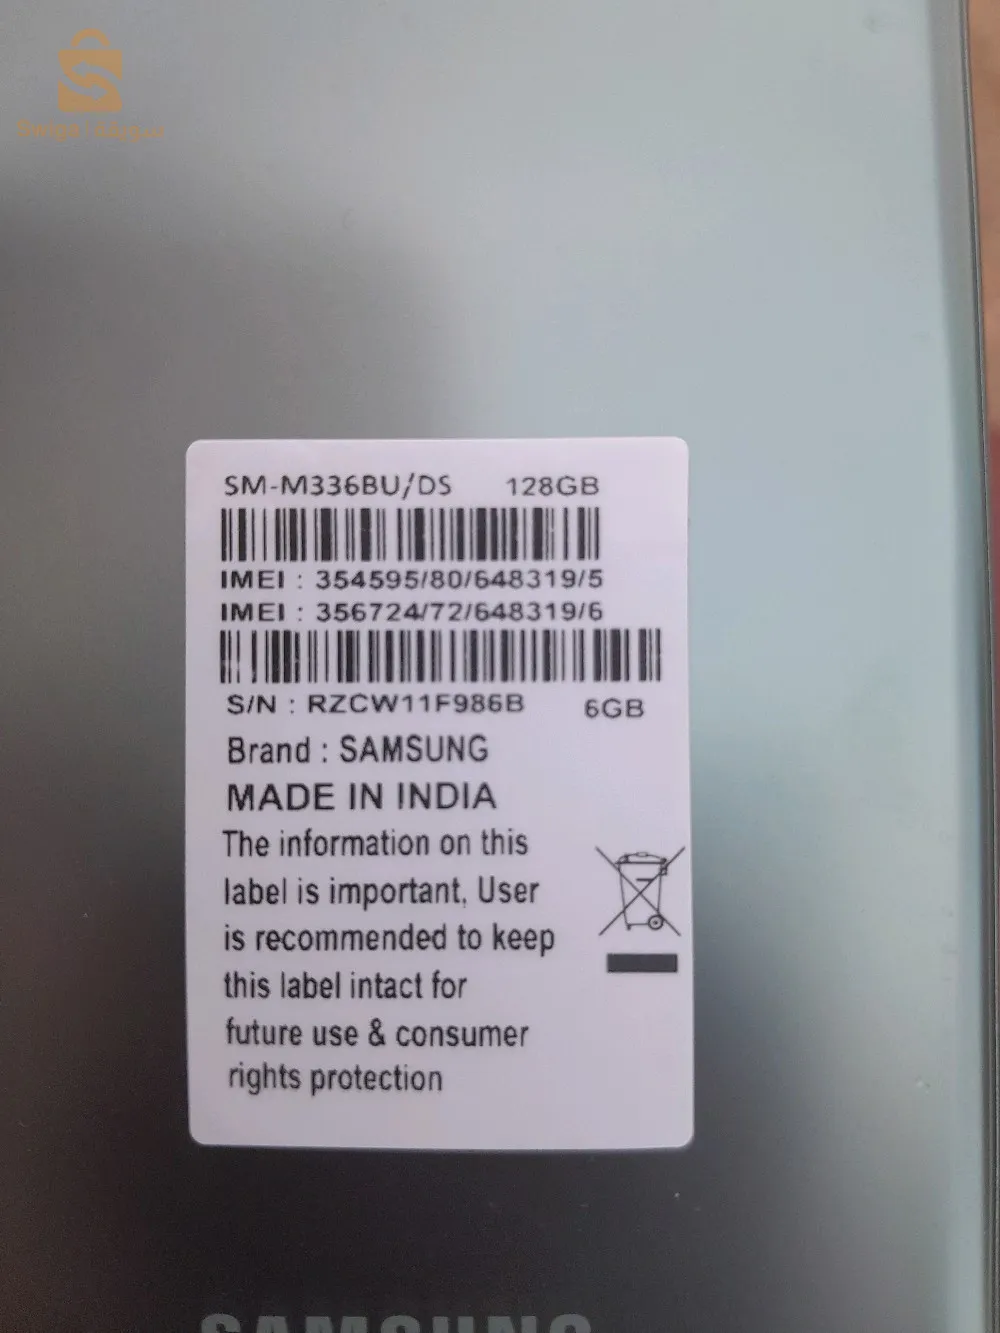 SM-M336BU/DS 128GB
IMEI : 354595/80/648319/5
IMEI : 356724/72/648319/6
S/N : RZCW11F986B 6GB
Brand : SAMSUNG
MADE IN INDIA
The information on this
label is important, User
is recommended to keep
this label intact for
future use & consumer
rights protection
SAMSUNG